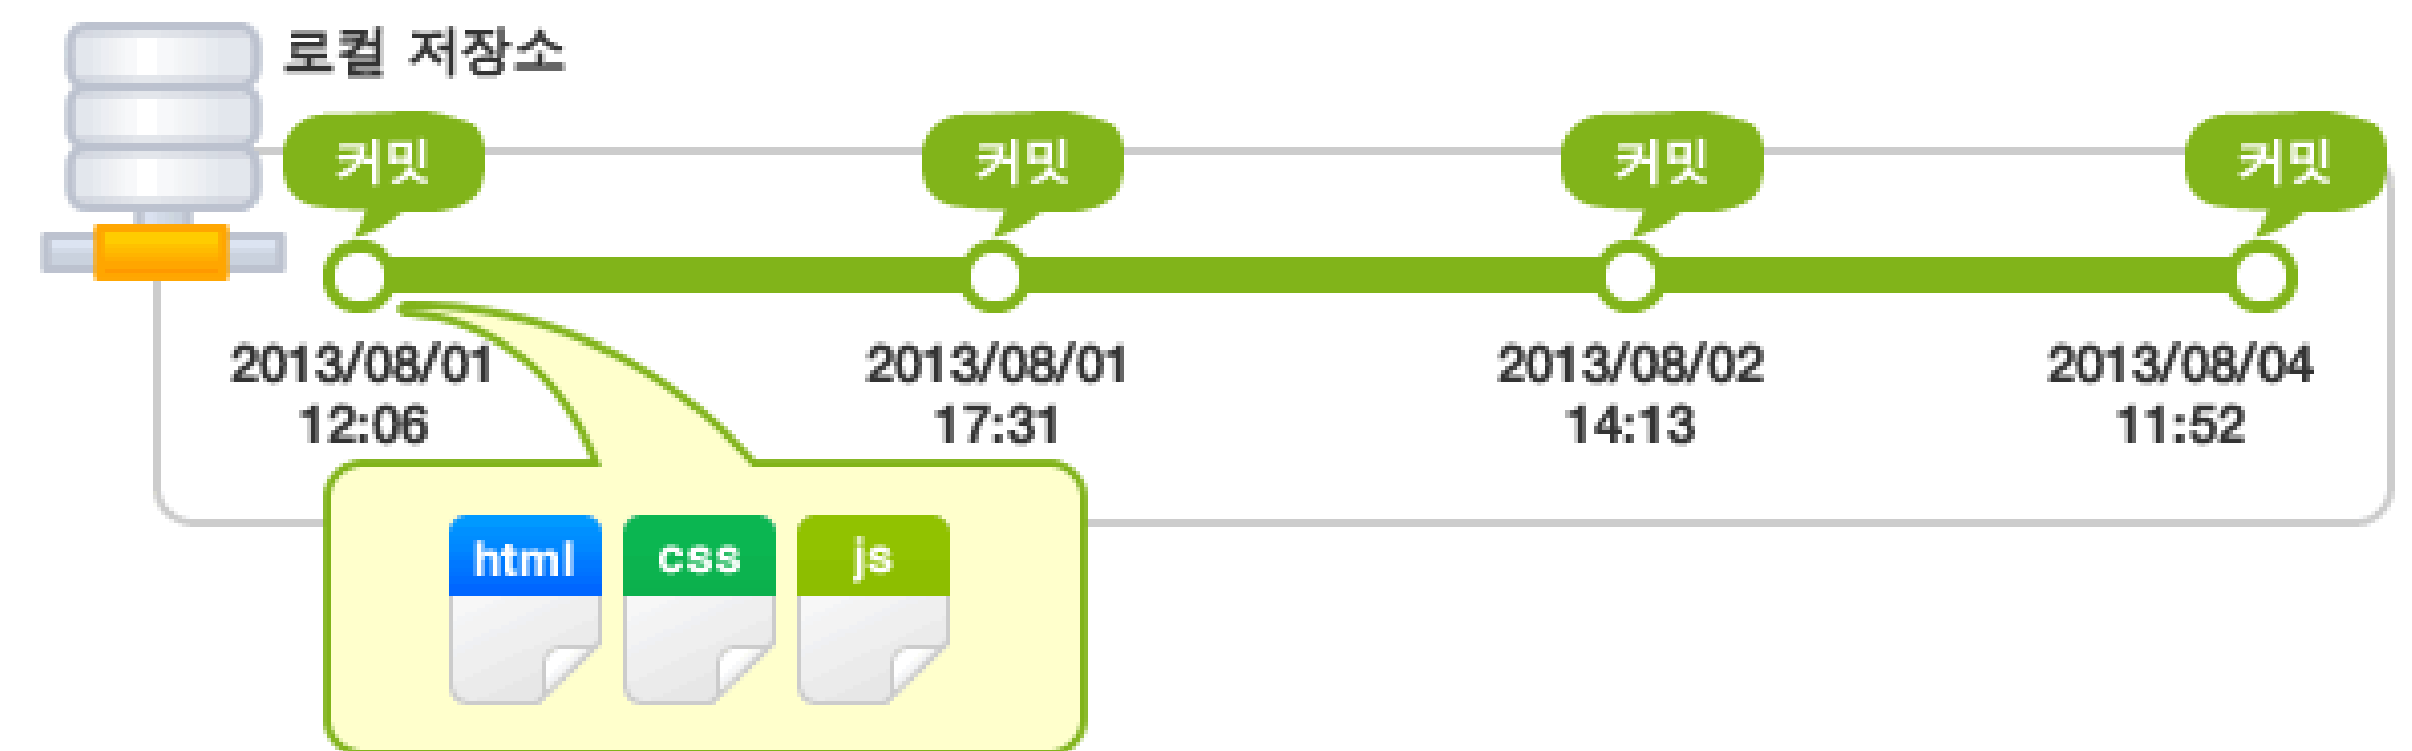 로컬 저장소
커밋 커밋 커밋 커밋
2013/08/01 2013/08/01 2013/08/02 2013/08/04
12:06 17:31 14:13 11:52
html css js